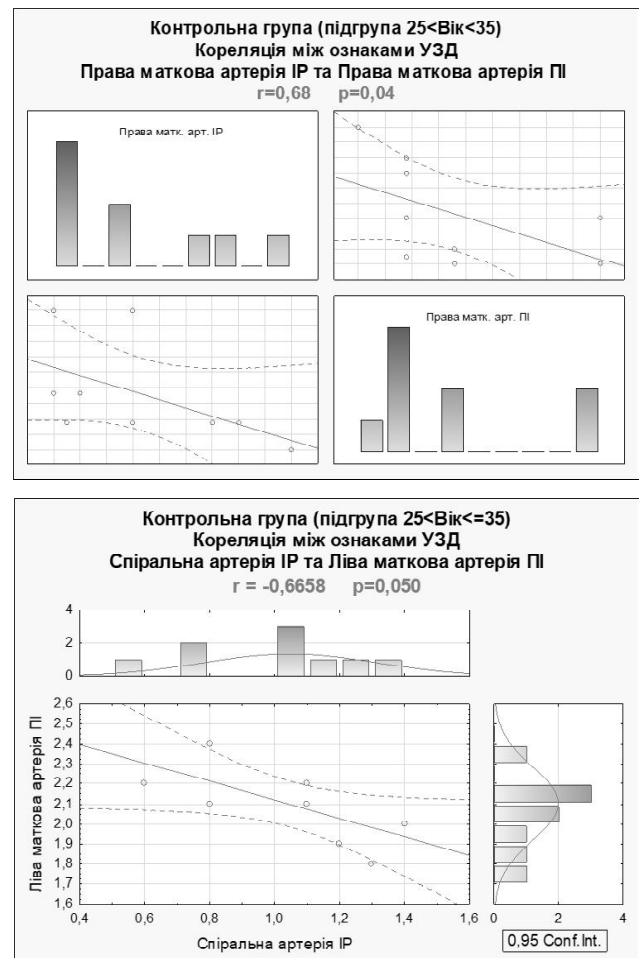 Контрольна група (підгрупа 25<Вік<35)
Кореляція між ознаками УЗД
Права маткова артерія ІР та Права маткова артерія ПІ
r=0,68 p=0,04
Права матк. арт. ІР
Права матк. арт. ПІ
Контрольна група (підгрупа 25<Вік<=35)
Кореляція між ознаками УЗД
Спіральна артерія ІР та Ліва маткова артерія ПІ
r = -0,6658 p=0,050
4
2
0
2,6
2,5
2,4
2,3
2,2
2,1
2,0
1,9
1,8
1,7
1,6
Ліва маткова артерія ПІ
0,4 0,6 0,8 1,0 1,2 1,4 1,6
Спіральна артерія ІР
0 2 4
0,95 Conf.Int.